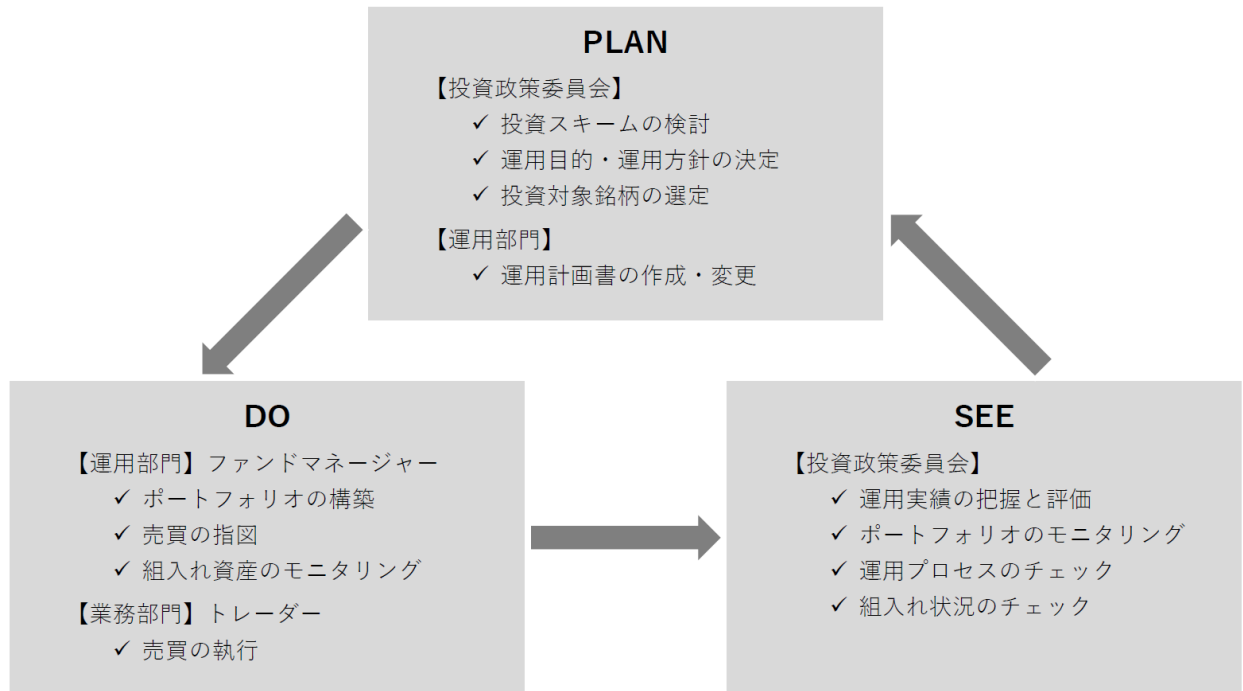 PLAN
【投資政策委員会】
✓ 投資スキームの検討
✓ 運用目的・運用方針の決定
✓ 投資対象銘柄の選定
【運用部門】
✓ 運用計画書の作成・変更
DO
【運用部門】ファンドマネージャー
✓ ポートフォリオの構築
✓ 売買の指図
✓ 組入れ資産のモニタリング
【業務部門】トレーダー
✓ 売買の執行
SEE
【投資政策委員会】
✓ 運用実績の把握と評価
✓ ポートフォリオのモニタリング
✓ 運用プロセスのチェック
✓ 組入れ状況のチェック